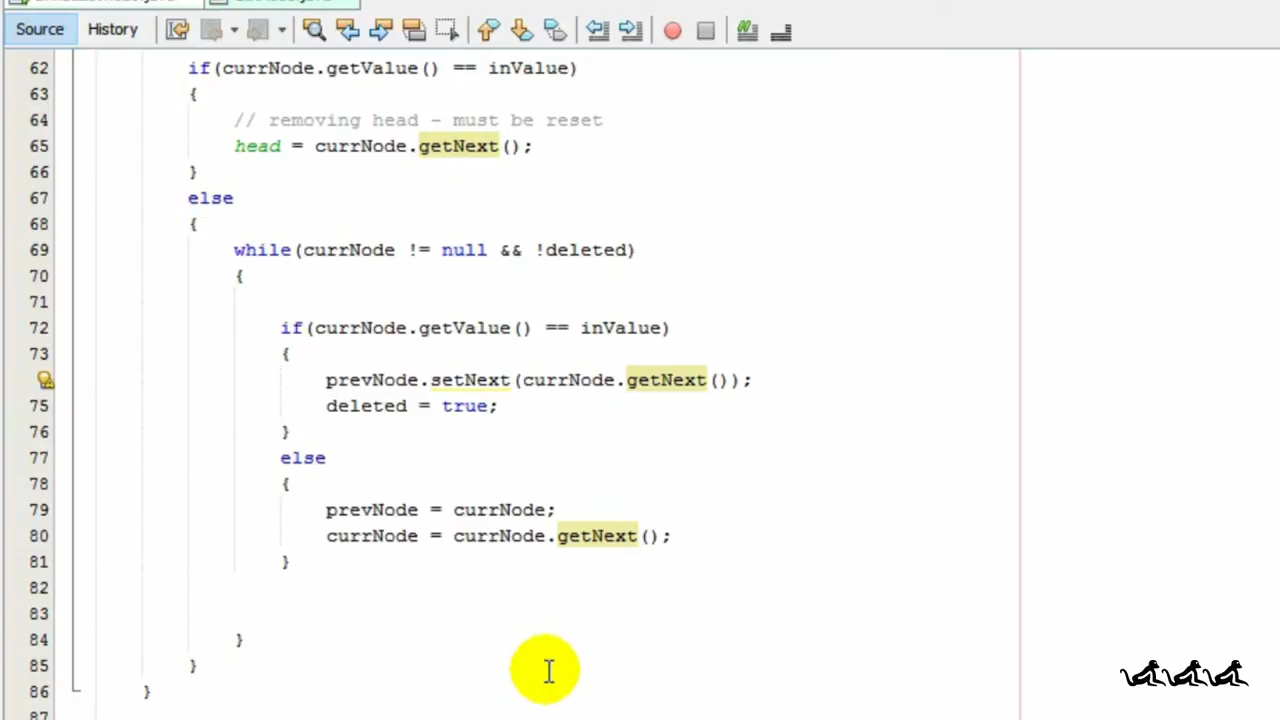 Source History
62 if(currNode.getValue() == inValue)
63 {
64 // removing head - must be reset
65 head = currNode.getNext();
66 }
67 else
68 {
69 while(currNode != null && !deleted)
70 {
71
72 if(currNode.getValue() == inValue)
73 {
prevNode.setNext(currNode.getNext());
75 deleted = true;
76 }
77 else
78 {
79 prevNode = currNode;
80 currNode = currNode.getNext();
81 }
82
83
84 }
85 }
86 }
87